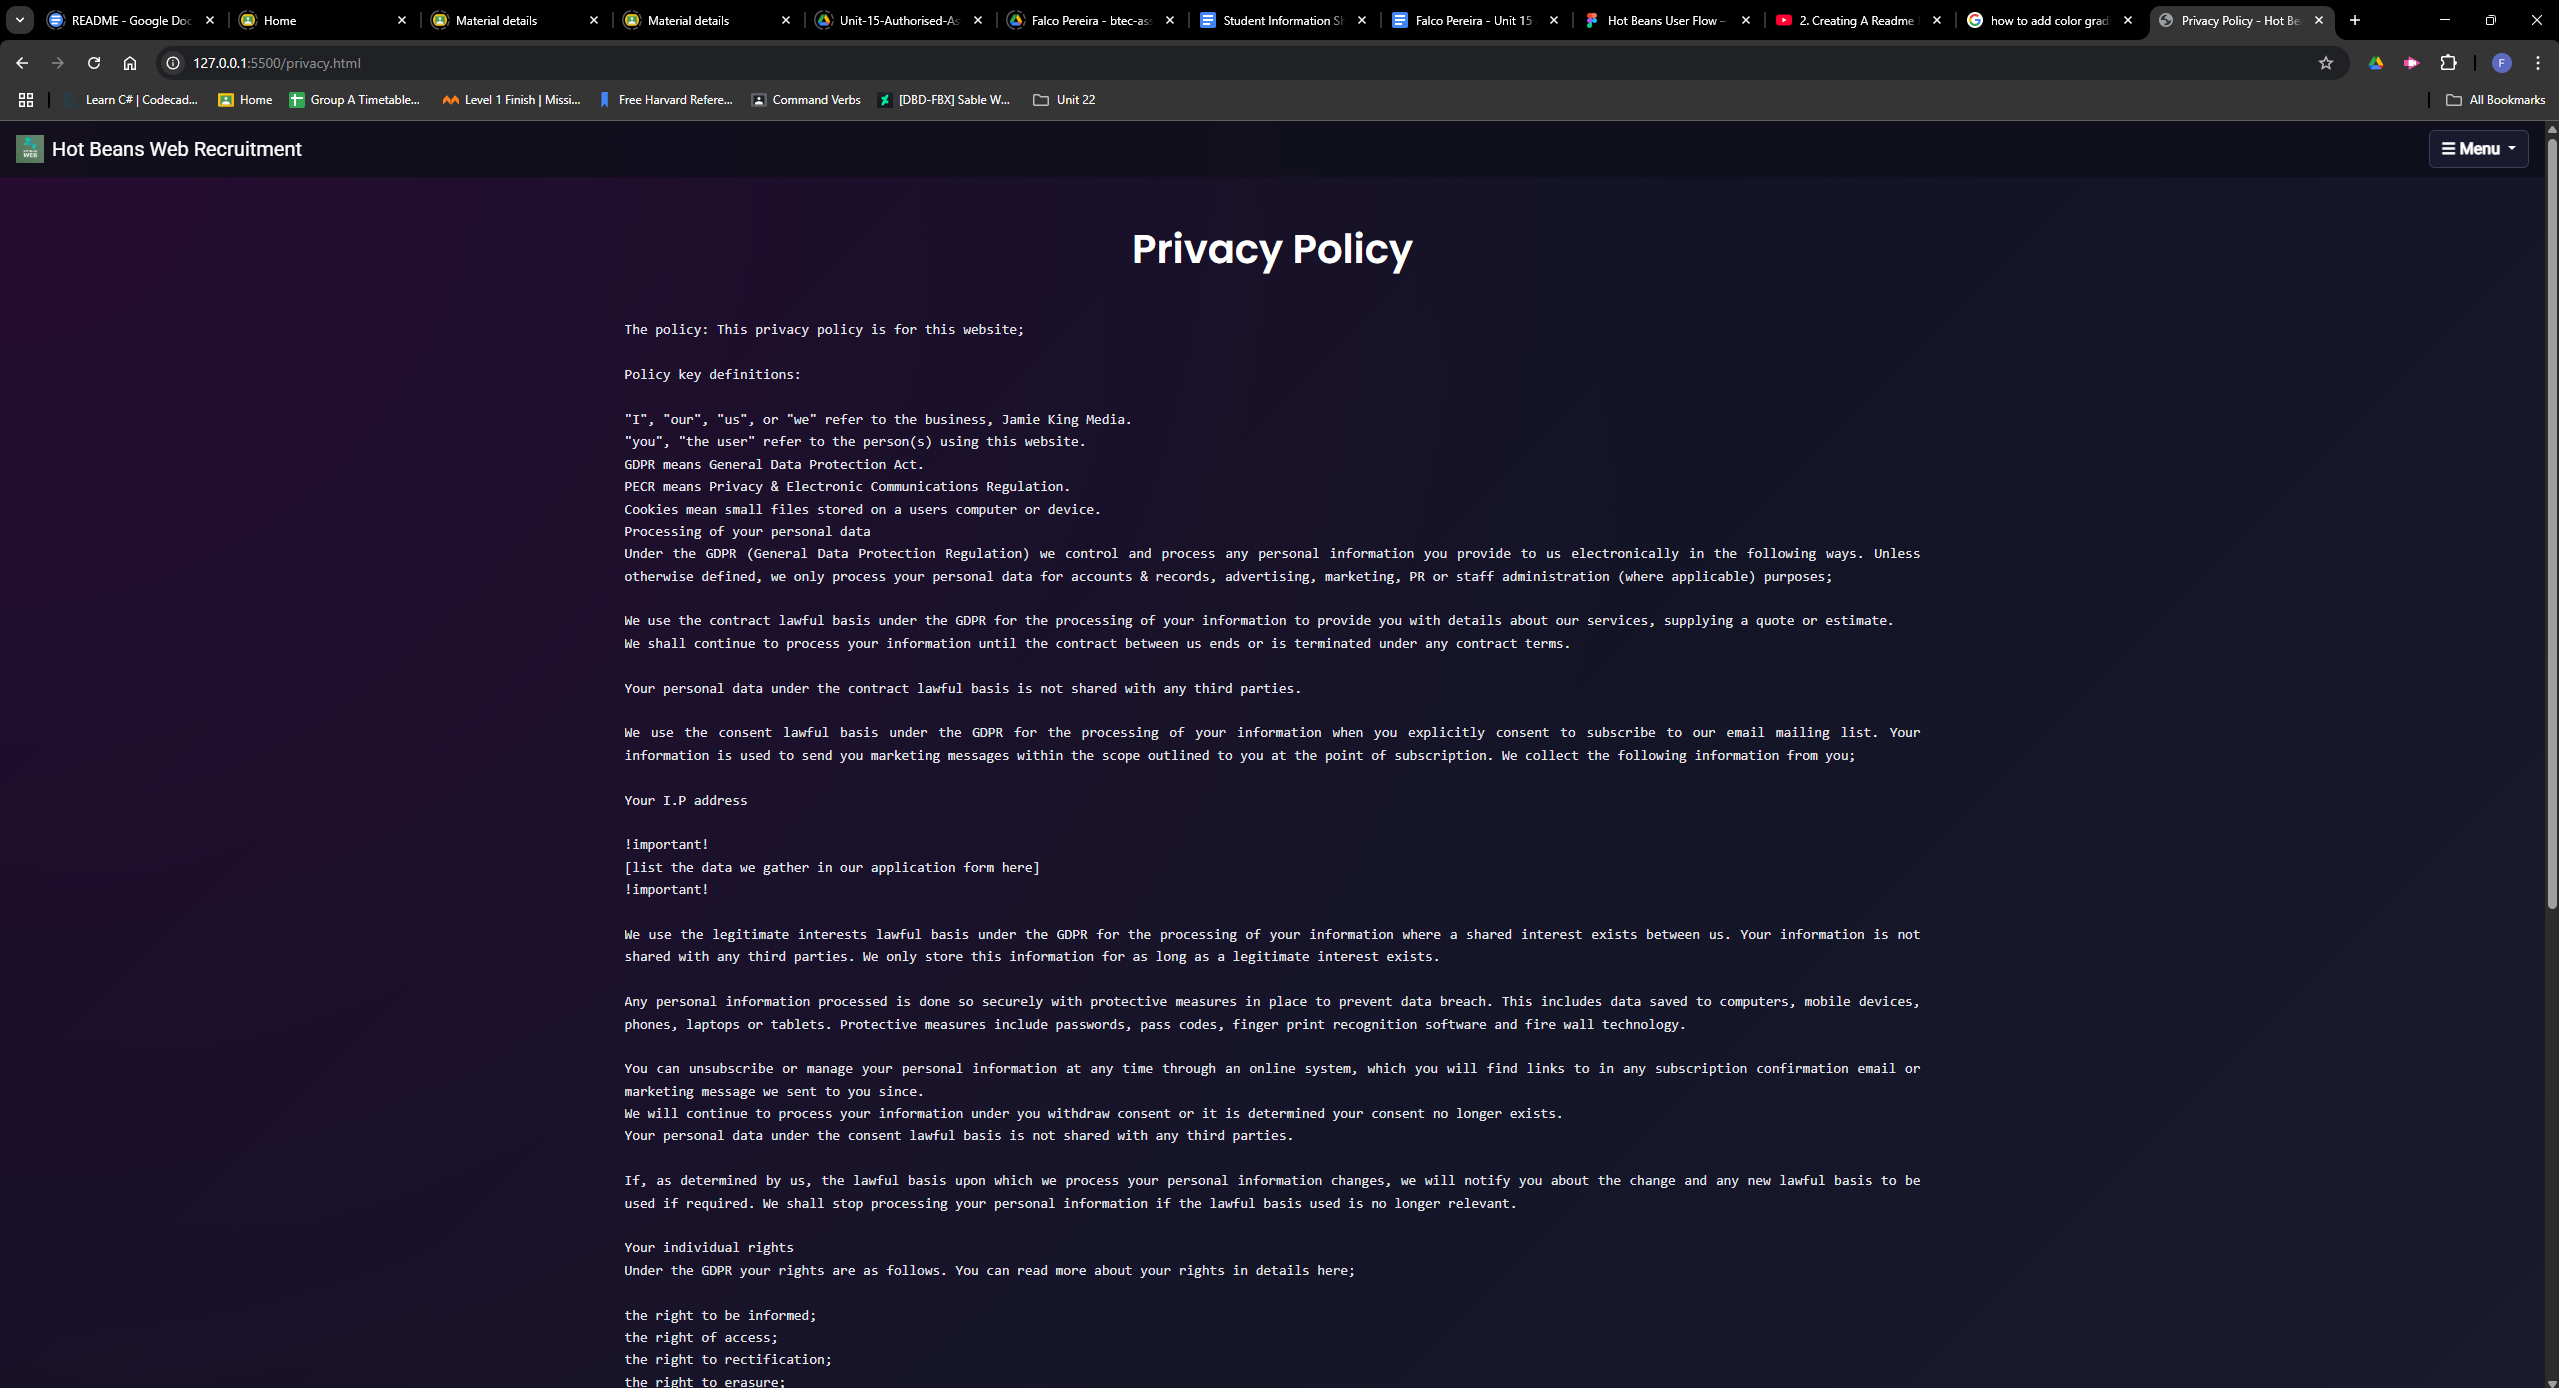 README - Google Doc
Home
Material details
Material details
Unit-15-Authorised-As
Falco Pereira - btec-ass
Student Information Sh
Falco Pereira - Unit 15
Hot Beans User Flow –
2. Creating A Readme
how to add color grad
Privacy Policy - Hot Be
127.0.0.1:5500/privacy.html
F
Learn C# | Codecad...
Home
Group A Timetable...
Level 1 Finish | Missi...
Free Harvard Refere...
Command Verbs
[DBD-FBX] Sable W...
Unit 22
All Bookmarks
WEB
Hot Beans Web Recruitment
Menu
Privacy Policy
The policy: This privacy policy is for this website;
Policy key definitions:
"I", "our", "us", or "we" refer to the business, Jamie King Media.
"you", "the user" refer to the person(s) using this website.
GDPR means General Data Protection Act.
PECR means Privacy & Electronic Communications Regulation.
Cookies mean small files stored on a users computer or device.
Processing of your personal data
Under the GDPR (General Data Protection Regulation) we control and process any personal information you provide to us electronically in the following ways. Unless
otherwise defined, we only process your personal data for accounts & records, advertising, marketing, PR or staff administration (where applicable) purposes;
We use the contract lawful basis under the GDPR for the processing of your information to provide you with details about our services, supplying a quote or estimate.
We shall continue to process your information until the contract between us ends or is terminated under any contract terms.
Your personal data under the contract lawful basis is not shared with any third parties.
We use the consent lawful basis under the GDPR for the processing of your information when you explicitly consent to subscribe to our email mailing list. Your
information is used to send you marketing messages within the scope outlined to you at the point of subscription. We collect the following information from you;
Your I.P address
!important!
[list the data we gather in our application form here]
!important!
We use the legitimate interests lawful basis under the GDPR for the processing of your information where a shared interest exists between us. Your information is not
shared with any third parties. We only store this information for as long as a legitimate interest exists.
Any personal information processed is done so securely with protective measures in place to prevent data breach. This includes data saved to computers, mobile devices,
phones, laptops or tablets. Protective measures include passwords, pass codes, finger print recognition software and fire wall technology.
You can unsubscribe or manage your personal information at any time through an online system, which you will find links to in any subscription confirmation email or
marketing message we sent to you since.
We will continue to process your information under you withdraw consent or it is determined your consent no longer exists.
Your personal data under the consent lawful basis is not shared with any third parties.
If, as determined by us, the lawful basis upon which we process your personal information changes, we will notify you about the change and any new lawful basis to be
used if required. We shall stop processing your personal information if the lawful basis used is no longer relevant.
Your individual rights
Under the GDPR your rights are as follows. You can read more about your rights in details here;
the right to be informed;
the right of access;
the right to rectification;
the right to erasure;